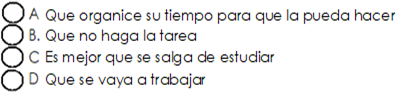 A Que organice su tiempo para que la pueda hacer
B. Que no haga la tarea
C Es mejor que se salga de estudiar
D Que se vaya a trabajar